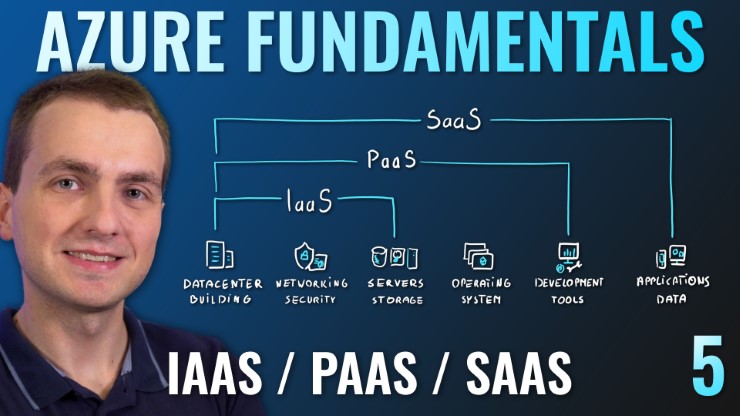 AZURE FUNDAMENTALS
SaaS
PaaS
IaaS
DATACENTER
BUILDING
NETWORKING
SECURITY
SERVERS
STORAGE
OPERATING
SYSTEM
DEVELOPMENT
TOOLS
APPLICATIONS
DATA
IAAS / PAAS / SAAS
5